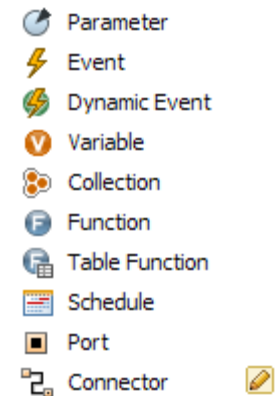 Parameter
Event
Dynamic Event
V Variable
Collection
F Function
F Table Function
Schedule
Port
Connector